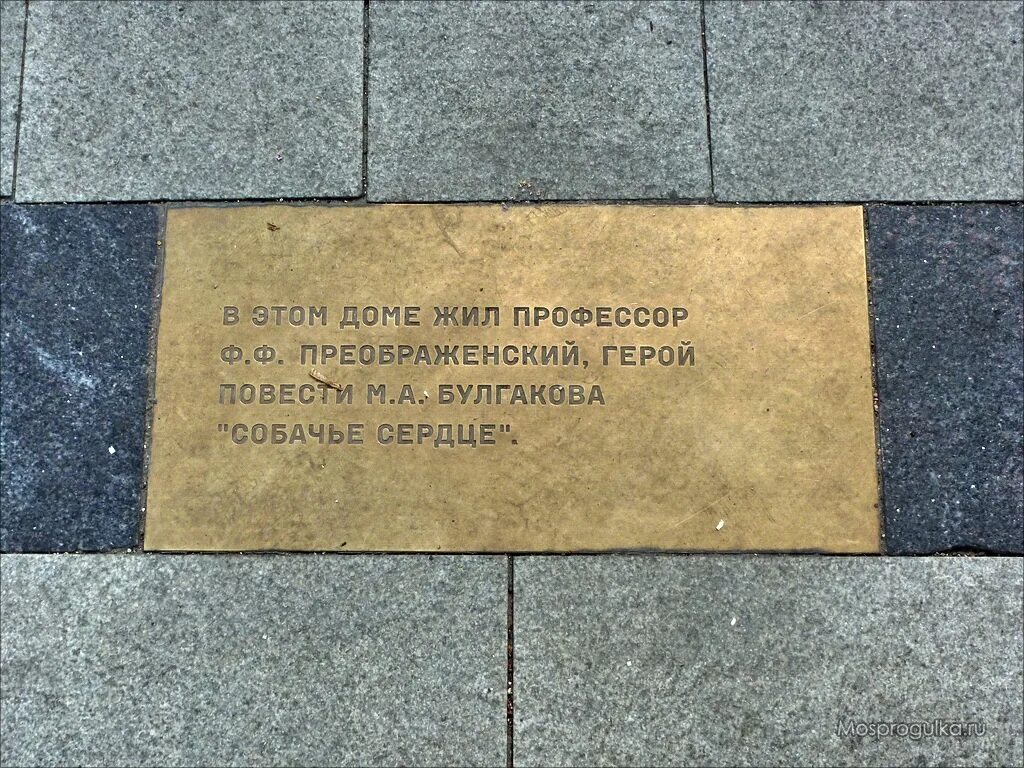 В ЭТОМ ДОМЕ ЖИЛ ПРОФЕССОР
Ф.Ф. ПРЕОБРАЖЕНСКИЙ, ГЕРОЙ
ПОВЕСТИ М.А. БУЛГАКОВА
"СОБАЧЬЕ СЕРДЦЕ".
Mosprogulka.ru